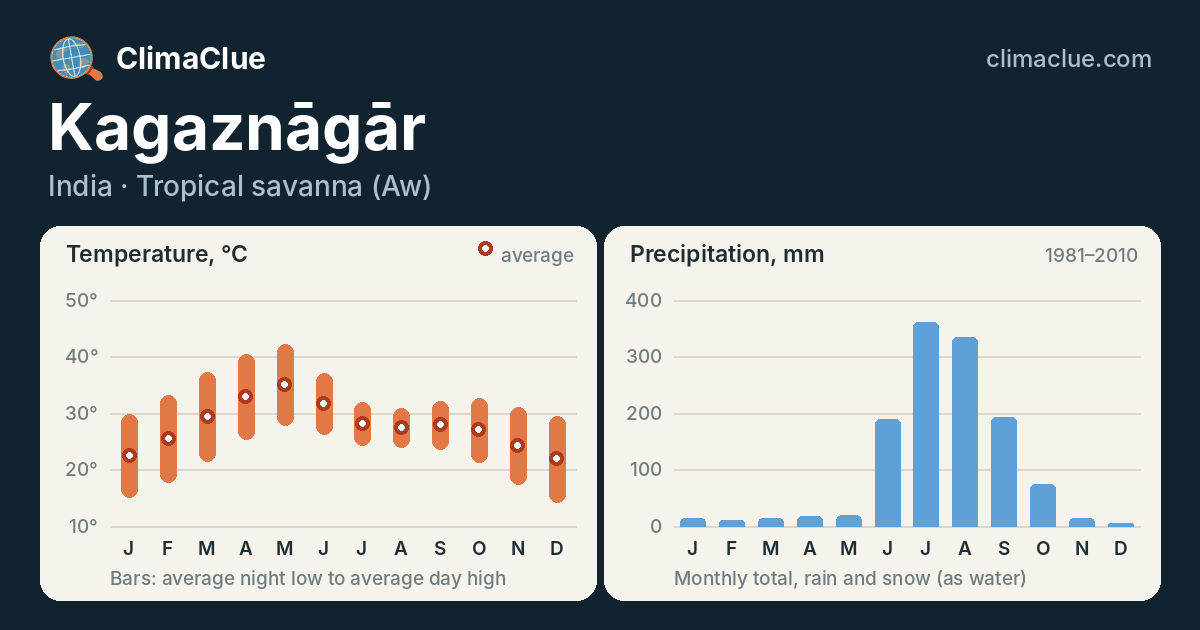 ClimaClue
climaclue.com
Kagaznāgār
India · Tropical savanna (Aw)
Temperature, °C
average
50°
40°
30°
20°
10°
J F M A M J J A S O N D
Bars: average night low to average day high
Precipitation, mm
1981–2010
400
300
200
100
0
J F M A M J J A S O N D
Monthly total, rain and snow (as water)